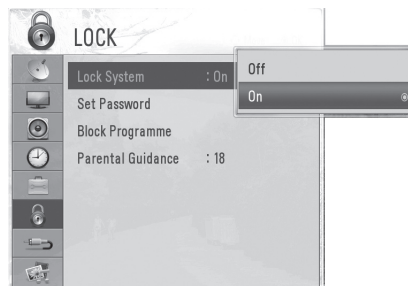 LOCK
Lock System : On
Set Password
Block Programme
Parental Guidance : 18
Off
On